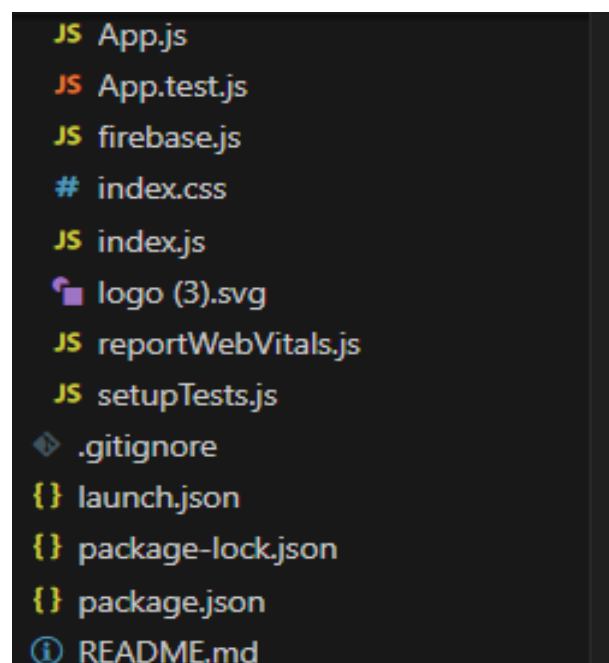 JS App.js
JS App.test.js
JS firebase.js
# index.css
JS index.js
logo (3).svg
JS reportWebVitals.js
JS setupTests.js
.gitignore
{} launch.json
{} package-lock.json
{} package.json
README.md